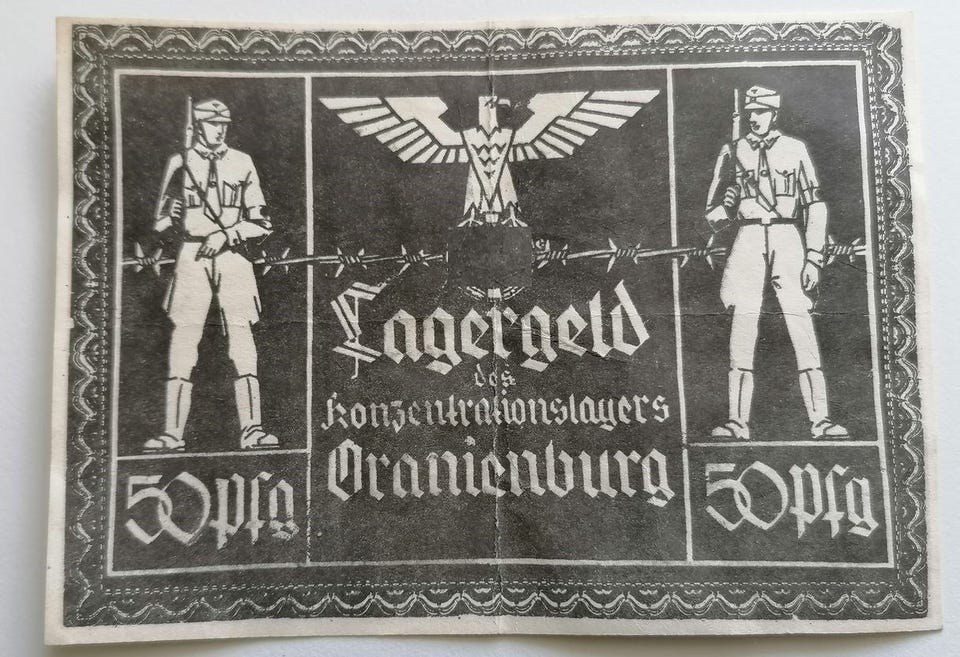 Lagergeld
des
Konzentrationslagers
Oranienburg
50 Pfg
50 Pfg